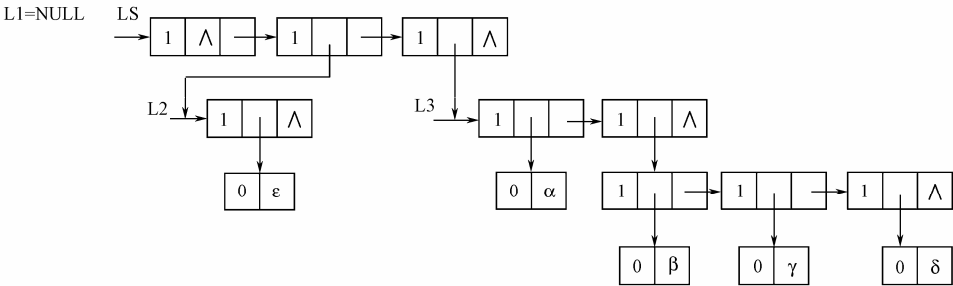 L1=NULL LS 1 ∧ 1 1 ∧
L2 1 ∧ L3 1 1 ∧
0 ε 0 α 1 1 1 ∧
0 β 0 γ 0 δ